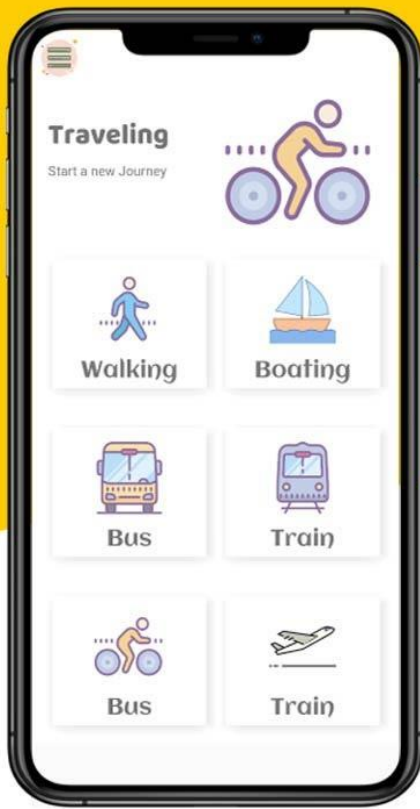 Traveling
Start a new Journey
Walking
Boating
Bus
Train
Bus
Train